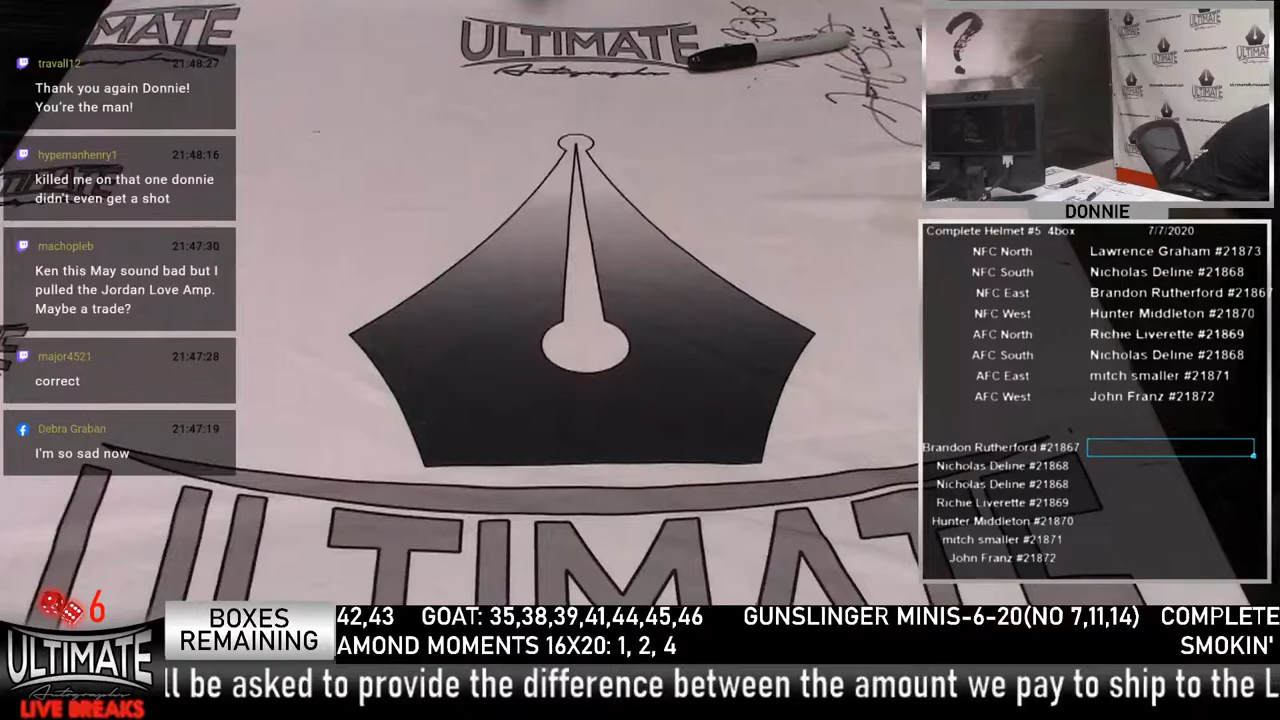 MATE
ULTIMATE
Autographs
travall12 21:48:27
Thank you again Donnie!
You're the man!
hypemanhenry1 21:48:16
killed me on that one donnie
didn't even get a shot
machopleb 21:47:30
Ken this May sound bad but I
pulled the Jordan Love Amp.
Maybe a trade?
major4521 21:47:28
correct
Debra Graban 21:47:19
I'm so sad now
ULTIMATE
?
ULTIMATE
DONNIE
Complete Helmet #5 4box 7/7/2020
NFC North Lawrence Graham #21873
NFC South Nicholas Deline #21868
NFC East Brandon Rutherford #2186
NFC West Hunter Middleton #21870
AFC North Richie Liverette #21869
AFC South Nicholas Deline #21868
AFC East mitch smaller #21871
AFC West John Franz #21872
Brandon Rutherford #21867
Nicholas Deline #21868
Nicholas Deline #21868
Richie Liverette #21869
Hunter Middleton #21870
mitch smaller #21871
John Franz #21872
6
ULTIMATE
Autographs
LIVE BREAKS
BOXES
REMAINING
42,43 GOAT: 35,38,39,41,44,45,46 GUNSLINGER MINIS-6-20(NO 7,11,14) COMPLETE
AMOND MOMENTS 16X20: 1, 2, 4 SMOKIN'
ll be asked to provide the difference between the amount we pay to ship to the L